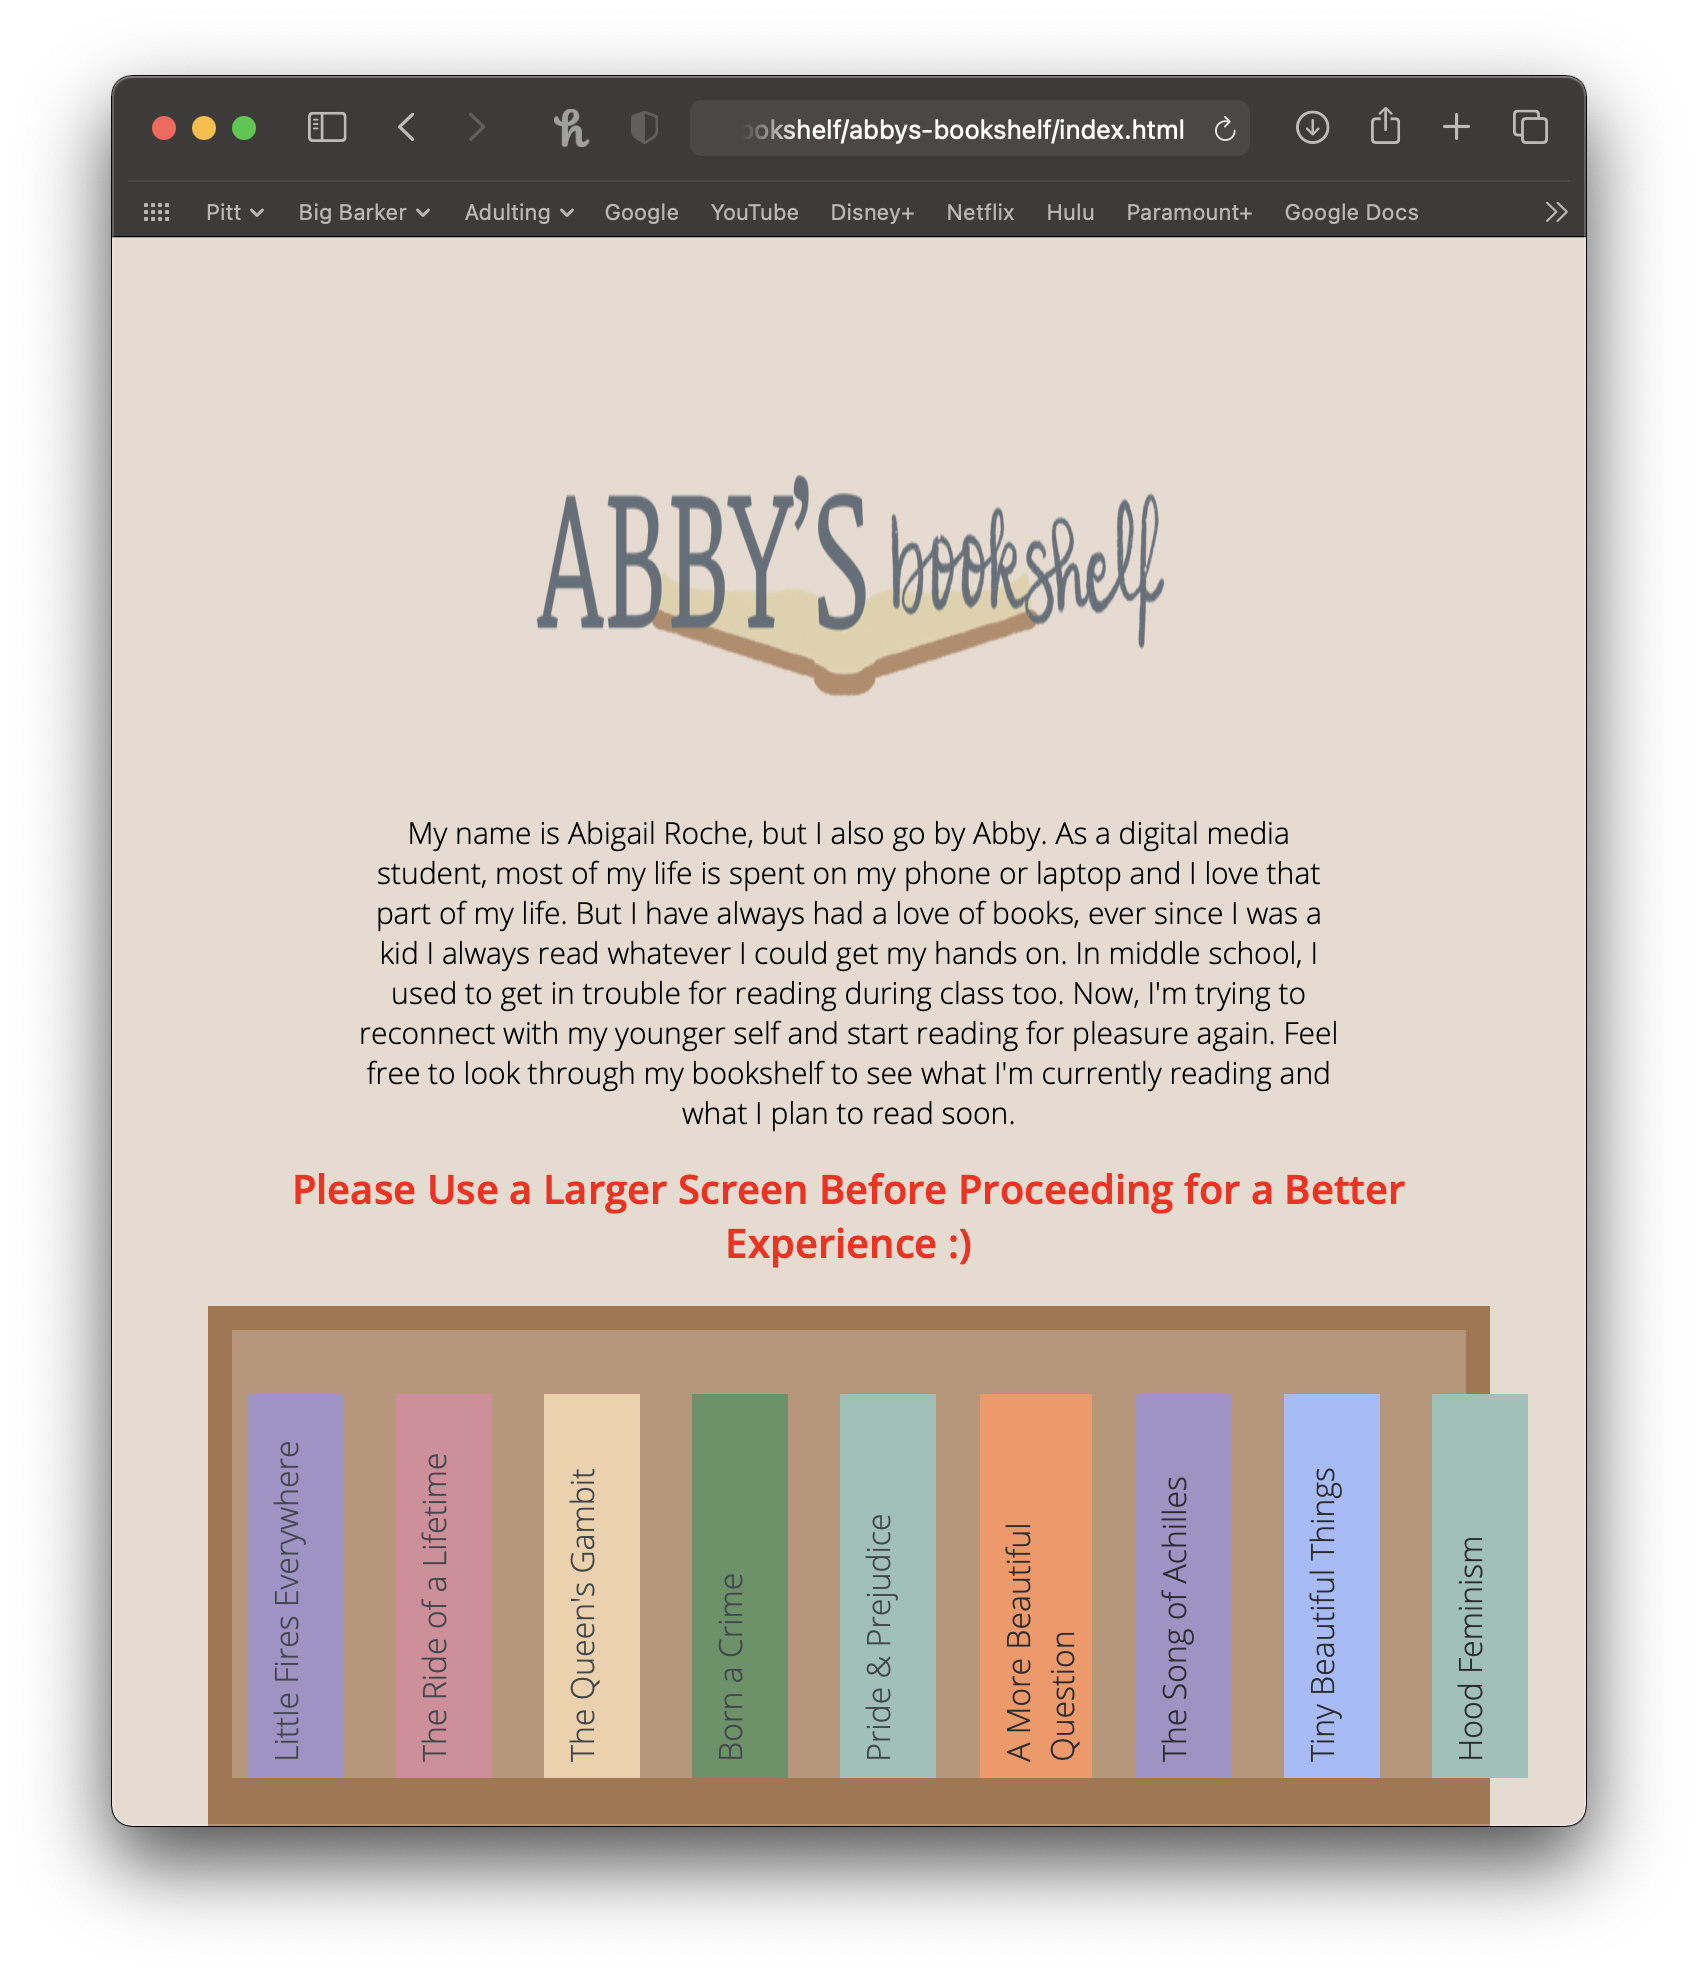 okshelf/abbys-bookshelf/index.html
Pitt
Big Barker
Adulting
Google
YouTube
Disney+
Netflix
Hulu
Paramount+
Google Docs
ABBY'S bookshelf
My name is Abigail Roche, but I also go by Abby. As a digital media
student, most of my life is spent on my phone or laptop and I love that
part of my life. But I have always had a love of books, ever since I was a
kid I always read whatever I could get my hands on. In middle school, I
used to get in trouble for reading during class too. Now, I'm trying to
reconnect with my younger self and start reading for pleasure again. Feel
free to look through my bookshelf to see what I'm currently reading and
what I plan to read soon.
Please Use a Larger Screen Before Proceeding for a Better
Experience :)
Little Fires Everywhere
The Ride of a Lifetime
The Queen's Gambit
Born a Crime
Pride & Prejudice
A More Beautiful
Question
The Song of Achilles
Tiny Beautiful Things
Hood Feminism